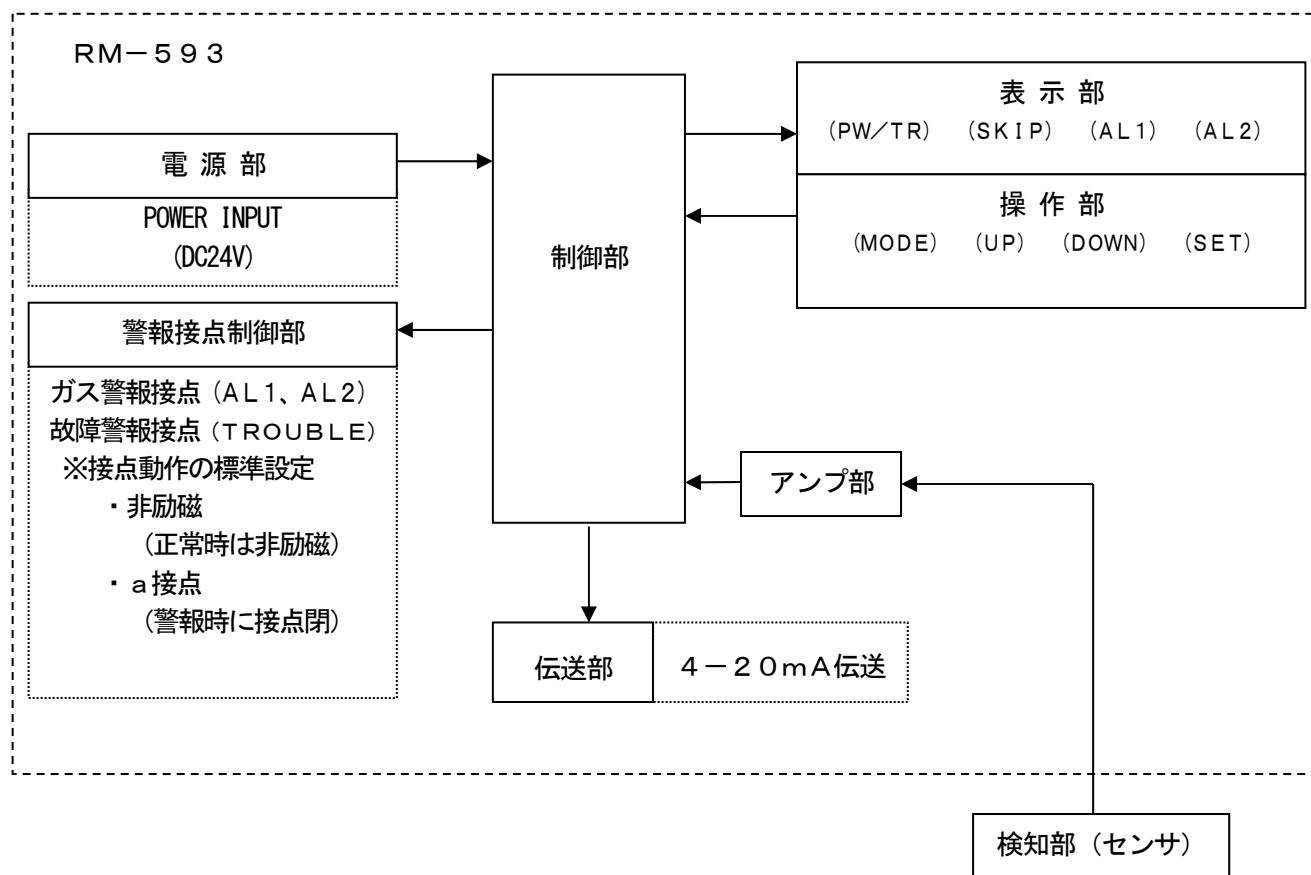 RM－５９３
電 源 部
POWER INPUT
(DC24V)
警報接点制御部
ガス警報接点（AL1、AL2）
故障警報接点（TROUBLE）
※接点動作の標準設定
・非励磁
（正常時は非励磁）
・ａ接点
（警報時に接点閉）
制御部
表 示 部
（PW／TR） （SKIP） （AL1） （AL2）
操 作 部
（MODE） （UP） （DOWN） （SET）
アンプ部
伝送部
４－２０ｍＡ伝送
検知部（センサ）